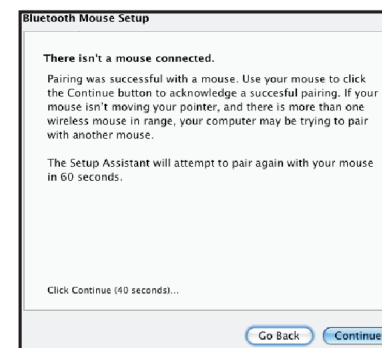 Bluetooth Mouse Setup
There isn't a mouse connected.
Pairing was successful with a mouse. Use your mouse to click
the Continue button to acknowledge a succesful pairing. If your
mouse isn't moving your pointer, and there is more than one
wireless mouse in range, your computer may be trying to pair
with another mouse.
The Setup Assistant will attempt to pair again with your mouse
in 60 seconds.
Click Continue (40 seconds)...
Go Back Continue